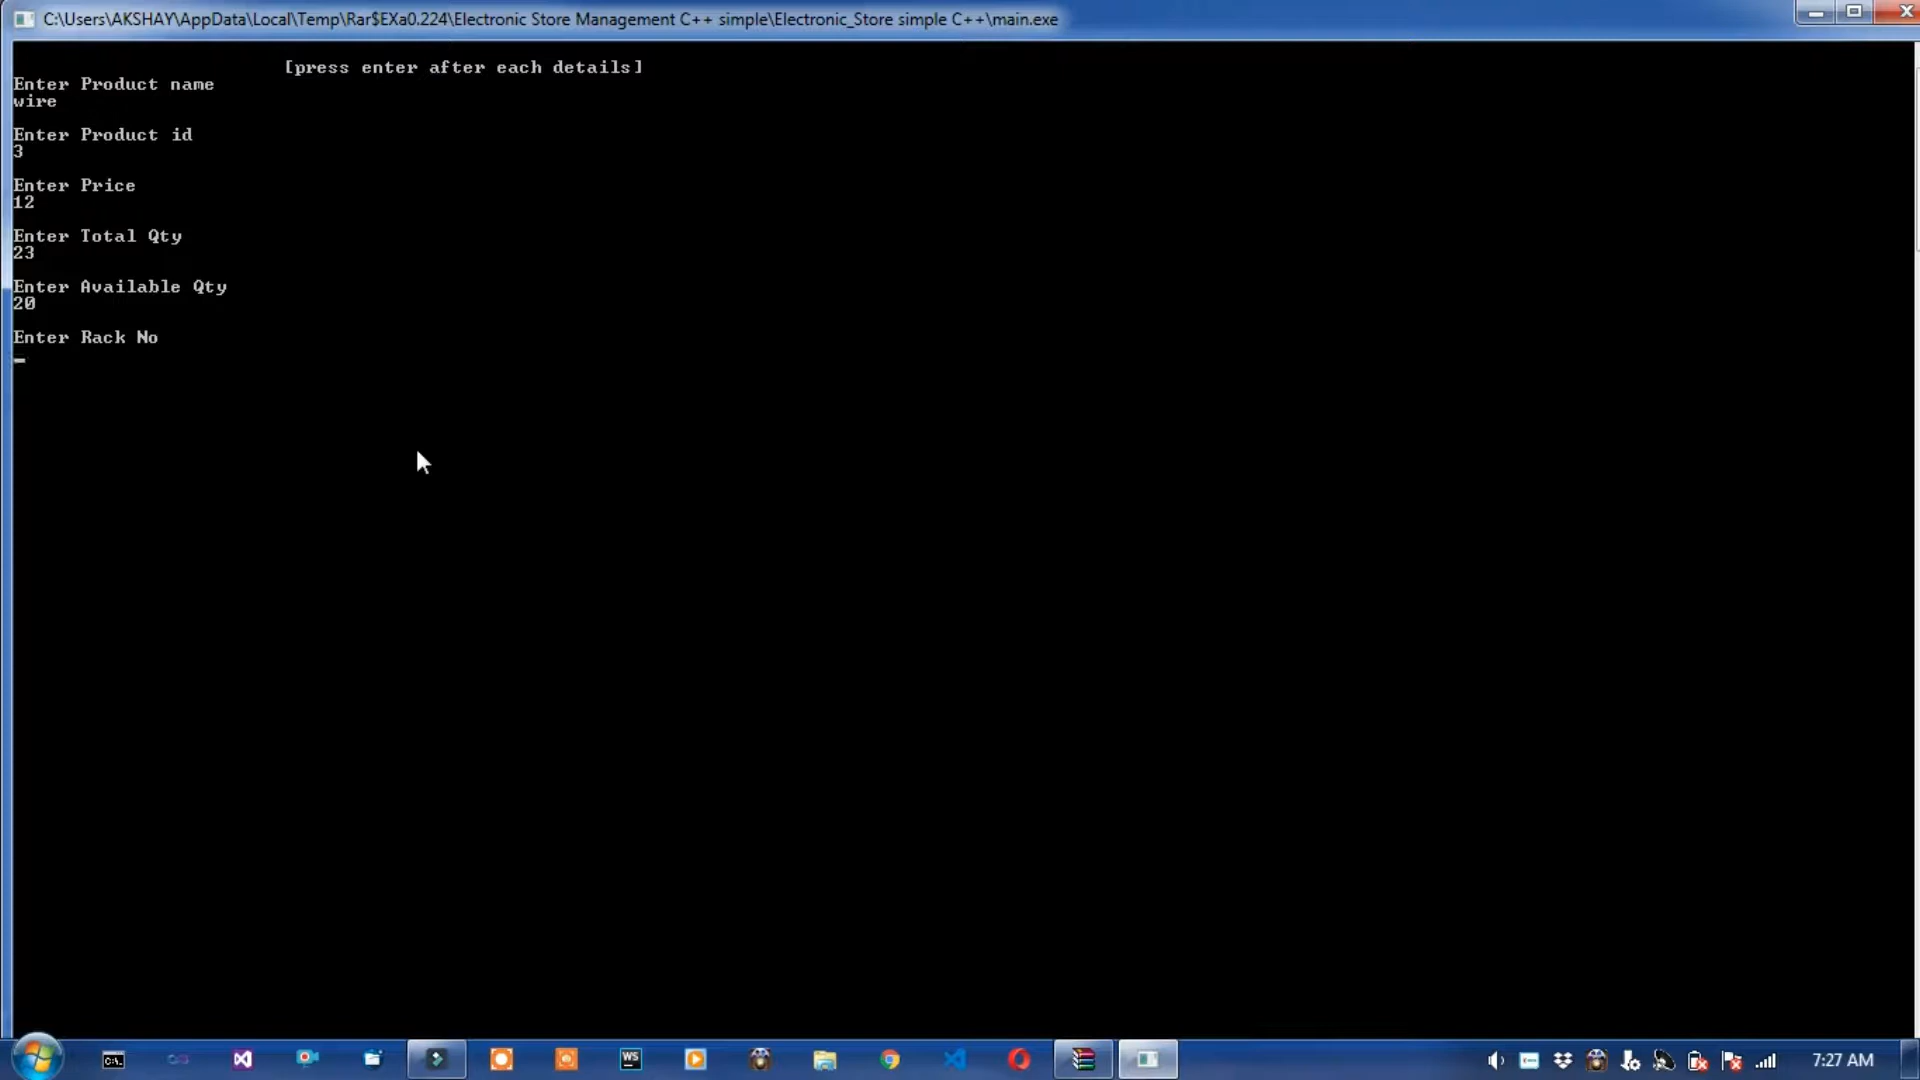 C:\Users\AKSHAY\AppData\Local\Temp\Rar$EXa0.224\Electronic Store Management C++ simple\Electronic_Store simple C++\main.exe
[press enter after each details]
Enter Product name
wire
Enter Product id
3
Enter Price
12
Enter Total Qty
23
Enter Available Qty
20
Enter Rack No
C:\.
WS
7:27 AM